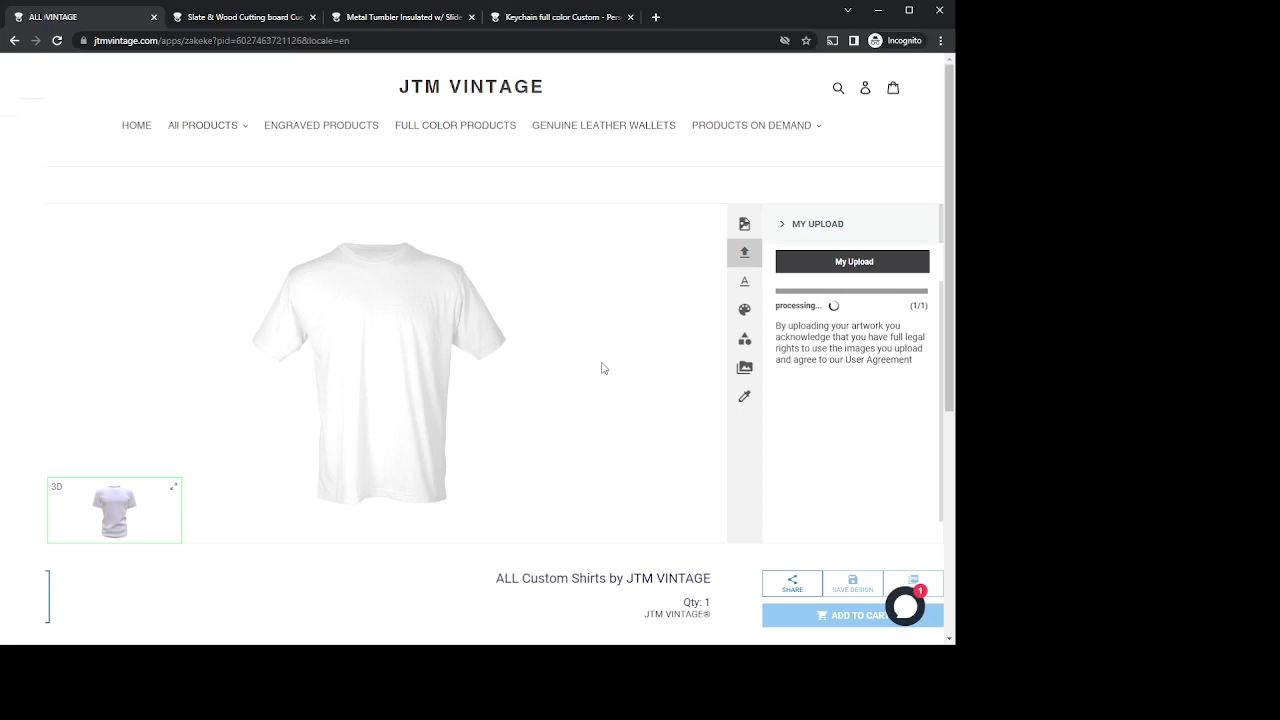 ALL VINTAGE
Slate & Wood Cutting board Cus
Metal Tumbler Insulated w/ Slide
Keychain full color Custom - Pers
jtmvintage.com/apps/zakeke?pid=6027463721126&locale=en
Incognito
JTM VINTAGE
HOME
All PRODUCTS
ENGRAVED PRODUCTS
FULL COLOR PRODUCTS
GENUINE LEATHER WALLETS
PRODUCTS ON DEMAND
MY UPLOAD
My Upload
processing...
(1/1)
By uploading your artwork you
acknowledge that you have full legal
rights to use the images you upload
and agree to our User Agreement
3D
ALL Custom Shirts by JTM VINTAGE
Qty: 1
JTM VINTAGE®
SHARE
SAVE DESIGN
1
ADD TO CART